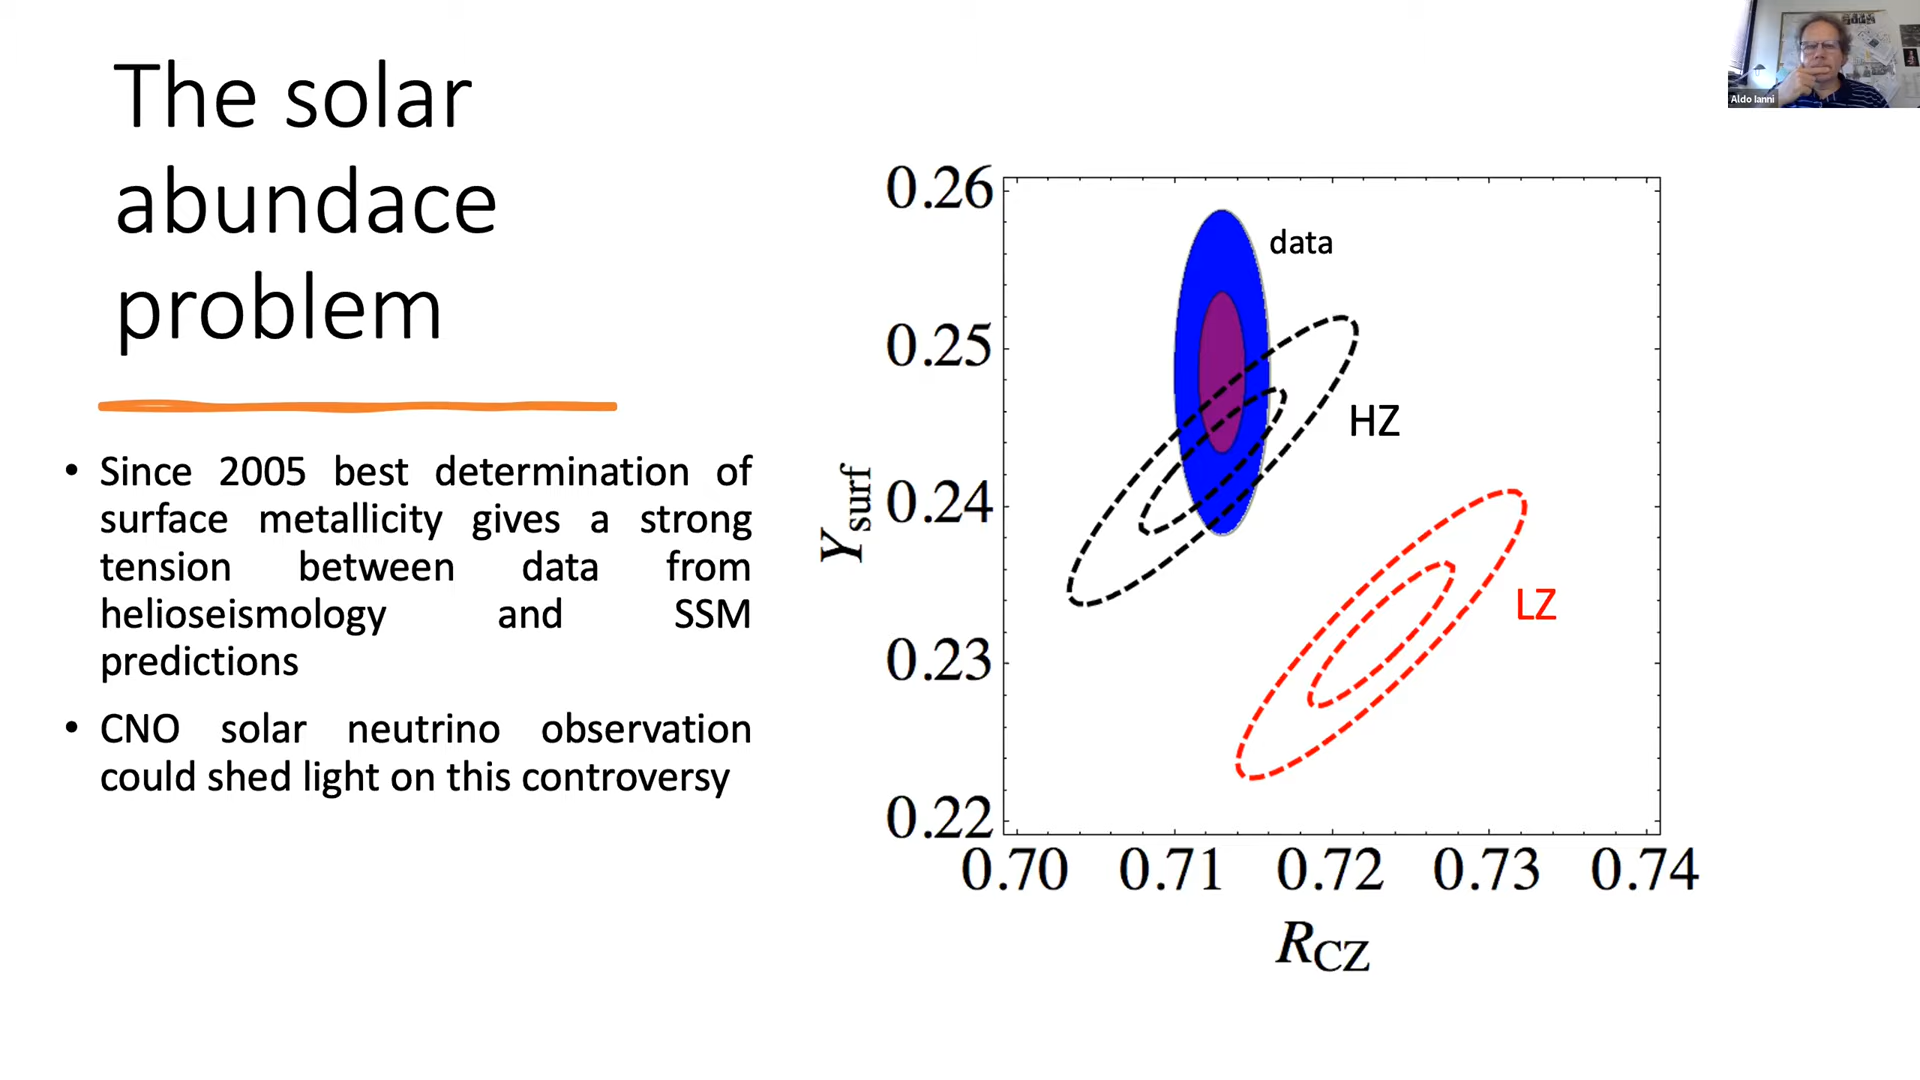 The solar
abundace
problem
• Since 2005 best determination of
surface metallicity gives a strong
tension between data from
helioseismology and SSM
predictions
• CNO solar neutrino observation
could shed light on this controversy
0.26
0.25
0.24
0.23
0.22
Ysurf
data
HZ
LZ
0.70 0.71 0.72 0.73 0.74
RCZ
Aldo Ianni